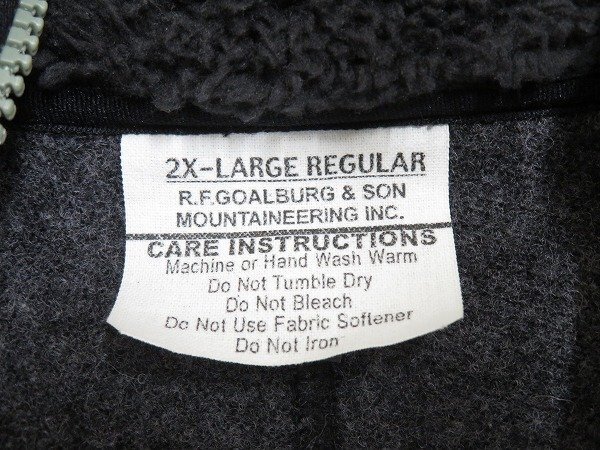 2X-LARGE REGULAR
R.F.GOALBURG & SON
MOUNTAINEERING INC.
CARE INSTRUCTIONS
Machine or Hand Wash Warm
Do Not Tumble Dry
Do Not Bleach
Do Not Use Fabric Softener
Do Not Iron